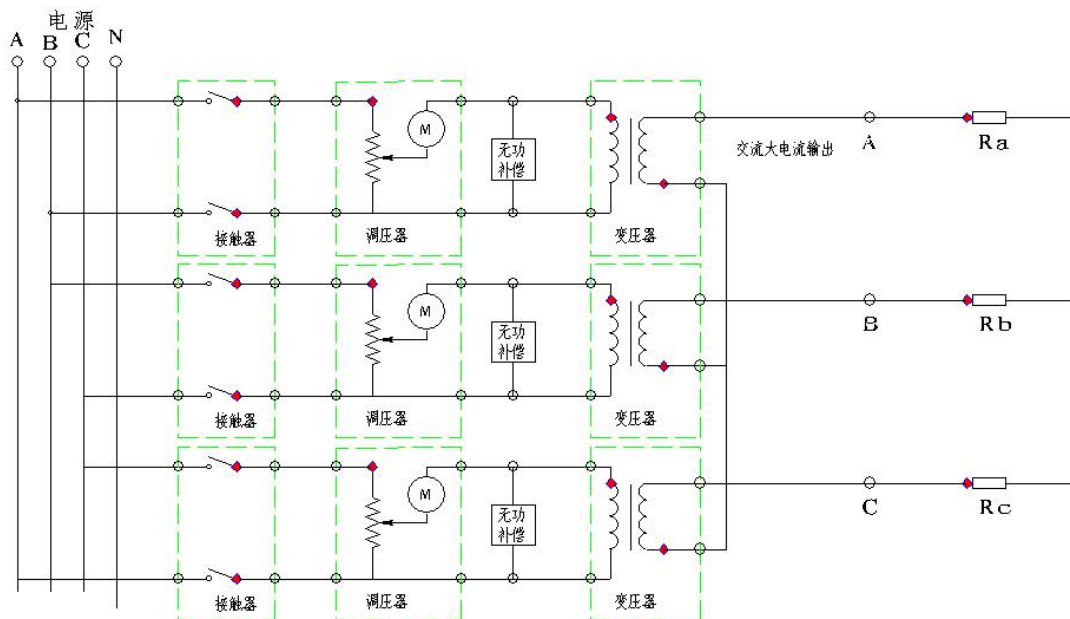 电源
A B C N
M
无功
补偿
接触器
调压器
变压器
交流大电流输出
A
Ra
M
无功
补偿
接触器
调压器
变压器
B
Rb
M
无功
补偿
接触器
调压器
变压器
C
Rc